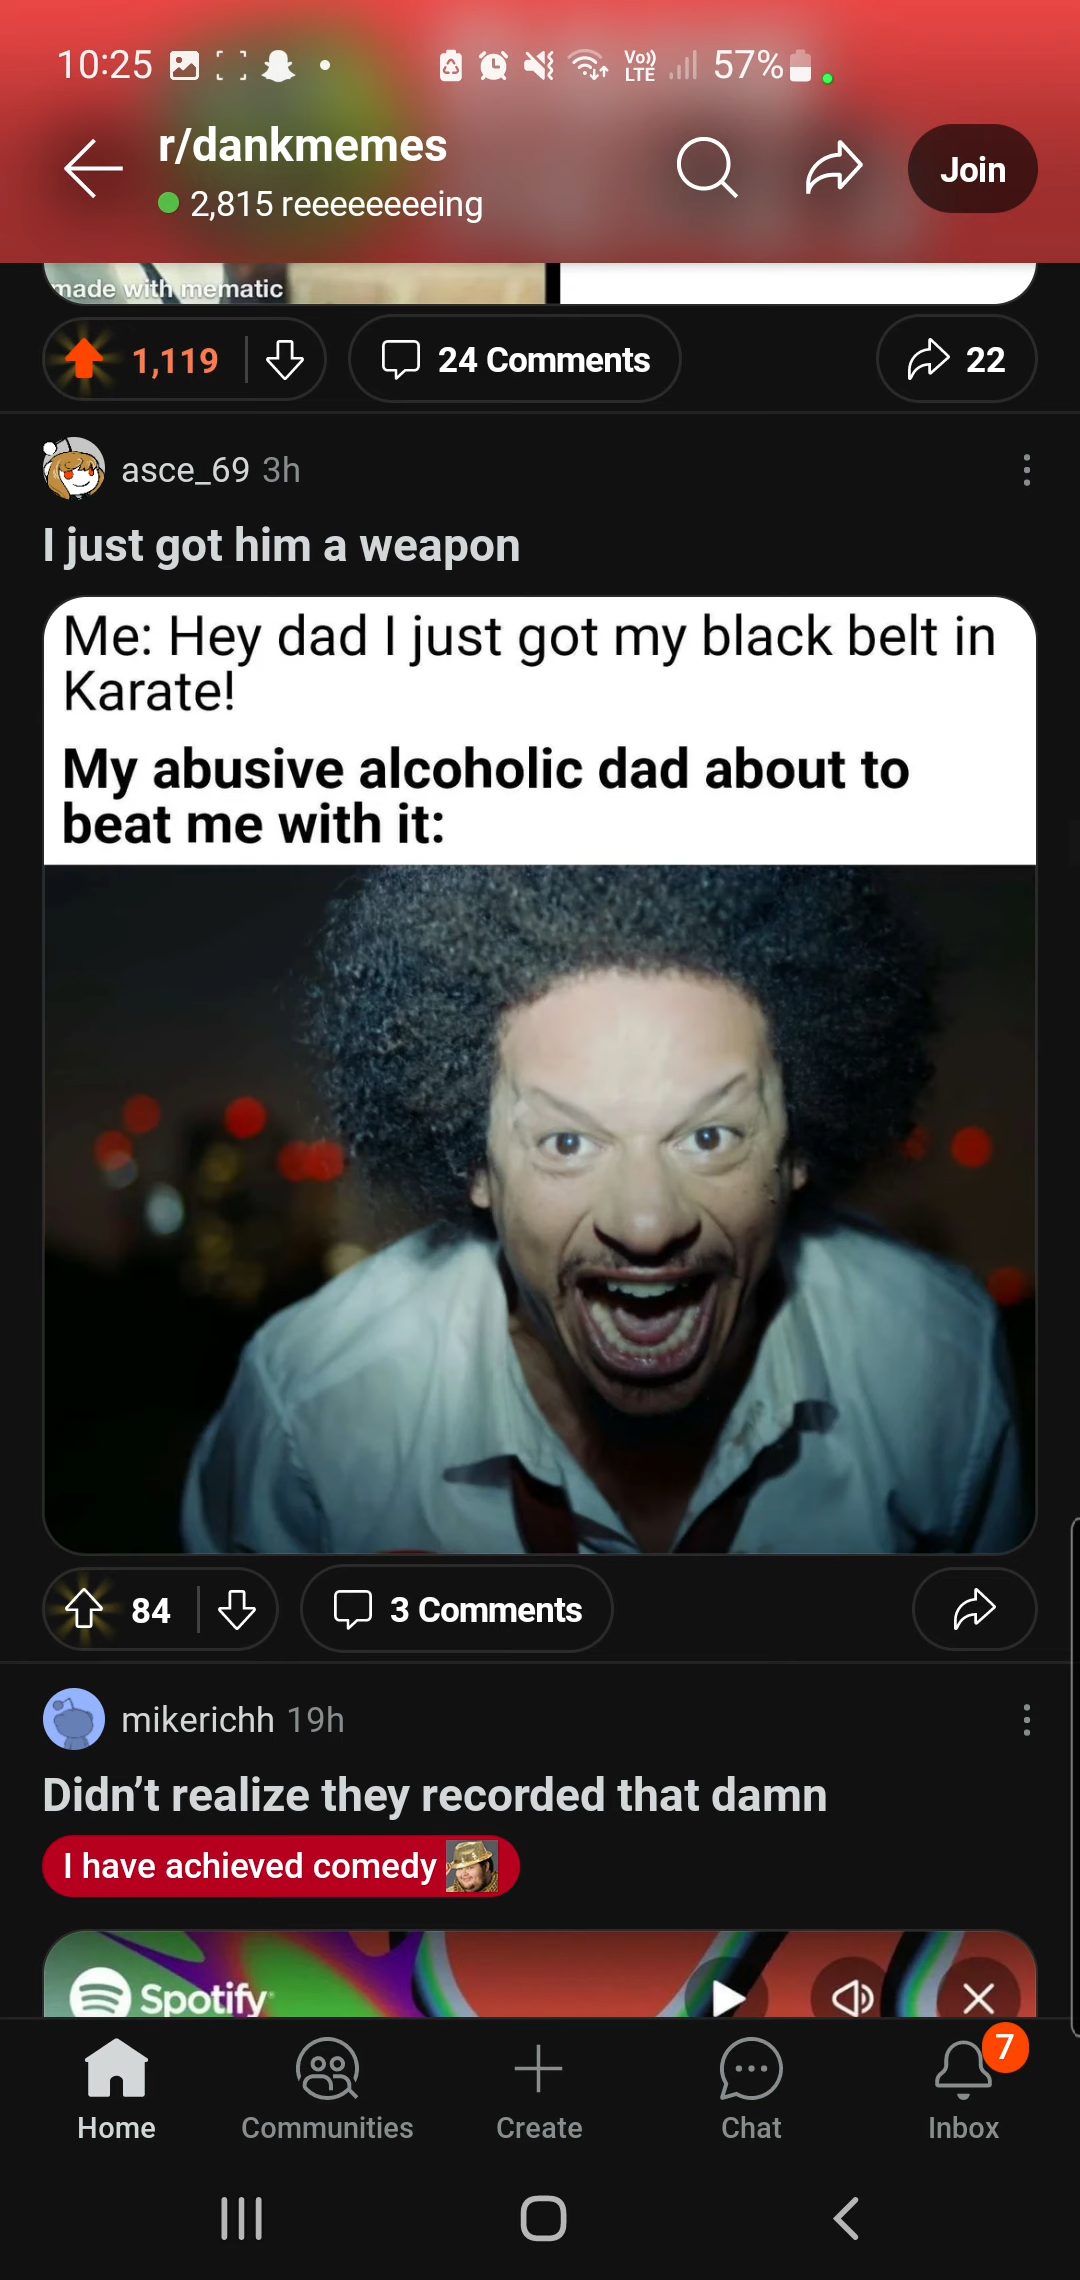 10:25
Vo))
LTE
57%
r/dankmemes
2,815 reeeeeeeeing
Join
made with mematic
1,119
24 Comments
22
asce_69 3h
I just got him a weapon
Me: Hey dad I just got my black belt in
Karate!
My abusive alcoholic dad about to
beat me with it:
84
3 Comments
mikerichh 19h
Didn’t realize they recorded that damn
I have achieved comedy
Spotify
7
Home
Communities
Create
Chat
Inbox